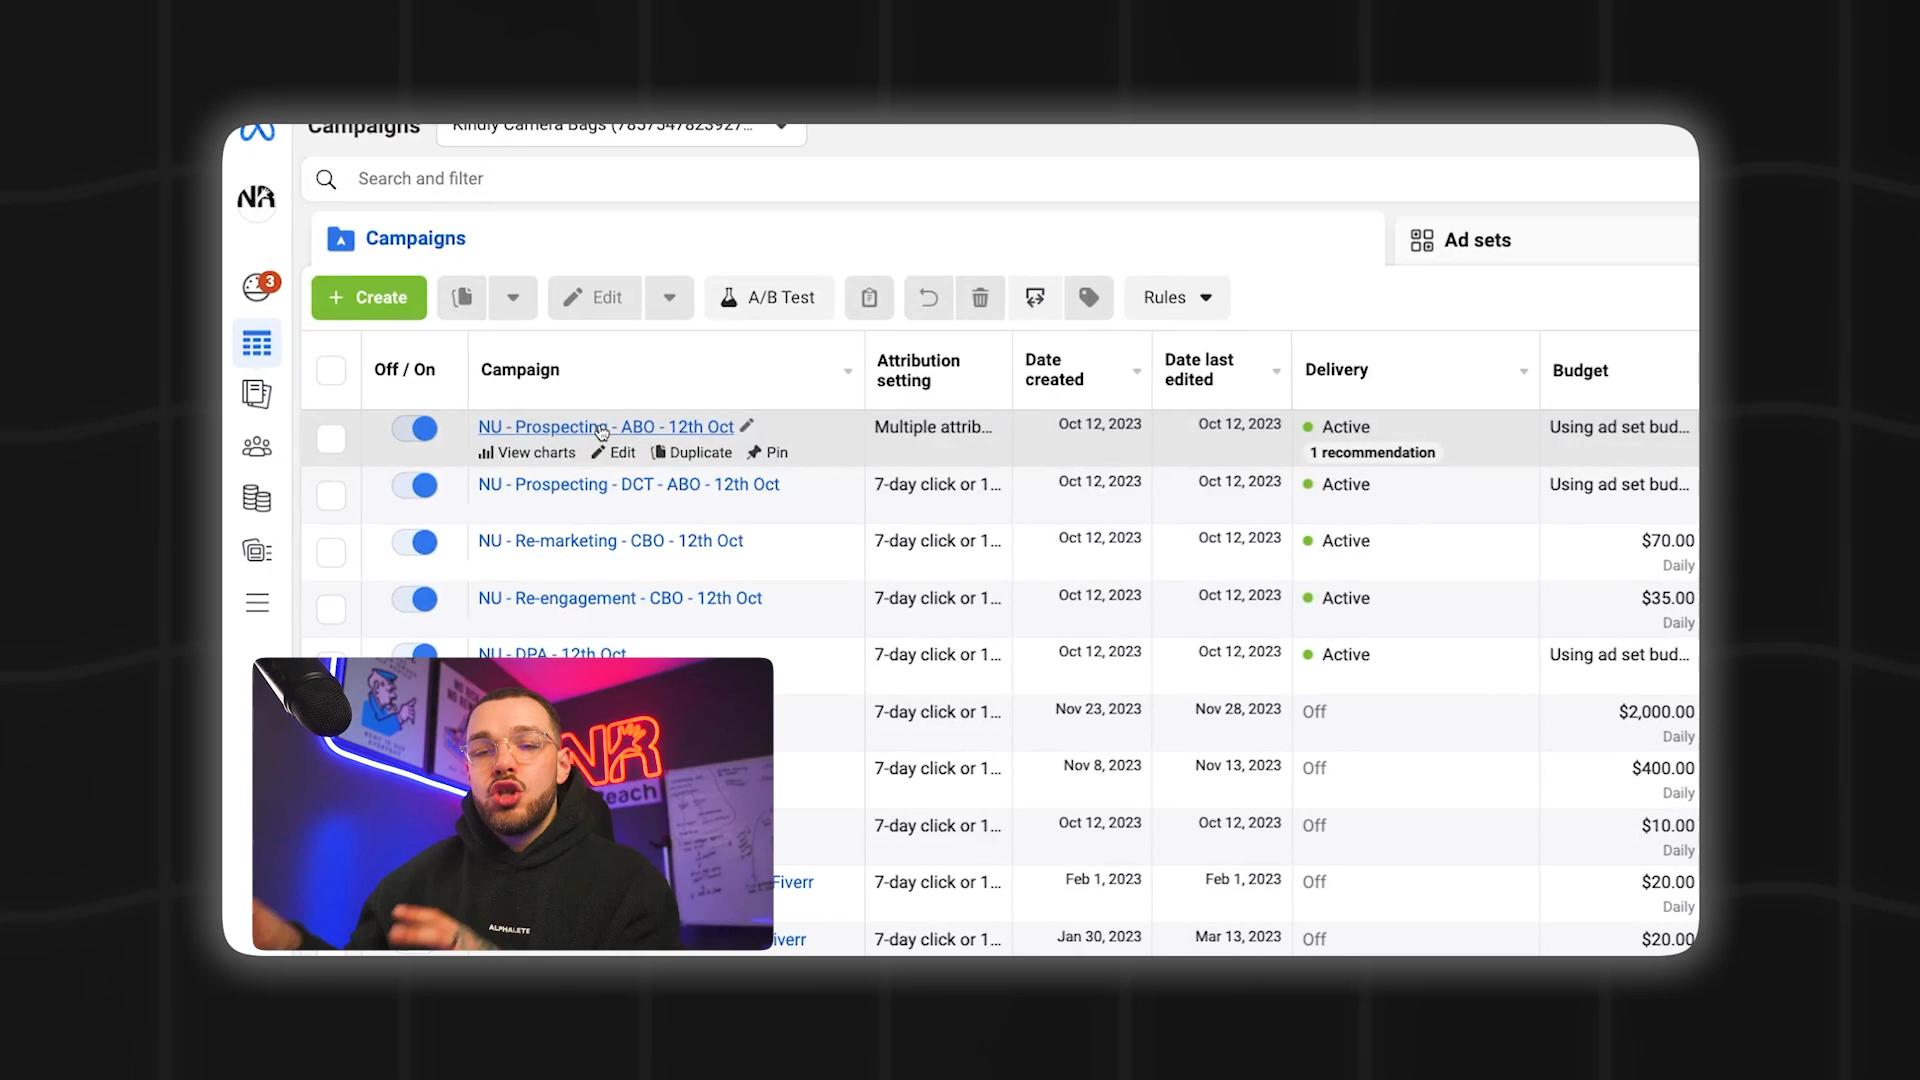 Campaigns
Kindly Camera Bags (7857547823927...
Search and filter
NR
3
Campaigns
Ad sets
+ Create
Edit
A/B Test
Rules
Off / On
Campaign
Attribution setting
Date created
Date last edited
Delivery
Budget
NU - Prospecting - ABO - 12th Oct
Multiple attrib...
Oct 12, 2023
Oct 12, 2023
Active
Using ad set bud...
View charts
Edit
Duplicate
Pin
1 recommendation
NU - Prospecting - DCT - ABO - 12th Oct
7-day click or 1...
Oct 12, 2023
Oct 12, 2023
Active
Using ad set bud...
NU - Re-marketing - CBO - 12th Oct
7-day click or 1...
Oct 12, 2023
Oct 12, 2023
Active
$70.00
Daily
NU - Re-engagement - CBO - 12th Oct
7-day click or 1...
Oct 12, 2023
Oct 12, 2023
Active
$35.00
Daily
NU - DPA - 12th Oct
7-day click or 1...
Oct 12, 2023
Oct 12, 2023
Active
Using ad set bud...
7-day click or 1...
Nov 23, 2023
Nov 28, 2023
Off
$2,000.00
Daily
7-day click or 1...
Nov 8, 2023
Nov 13, 2023
Off
$400.00
Daily
7-day click or 1...
Oct 12, 2023
Oct 12, 2023
Off
$10.00
Daily
Fiverr
7-day click or 1...
Feb 1, 2023
Feb 1, 2023
Off
$20.00
Daily
iverr
7-day click or 1...
Jan 30, 2023
Mar 13, 2023
Off
$20.00
NR
each
ALPHALETE